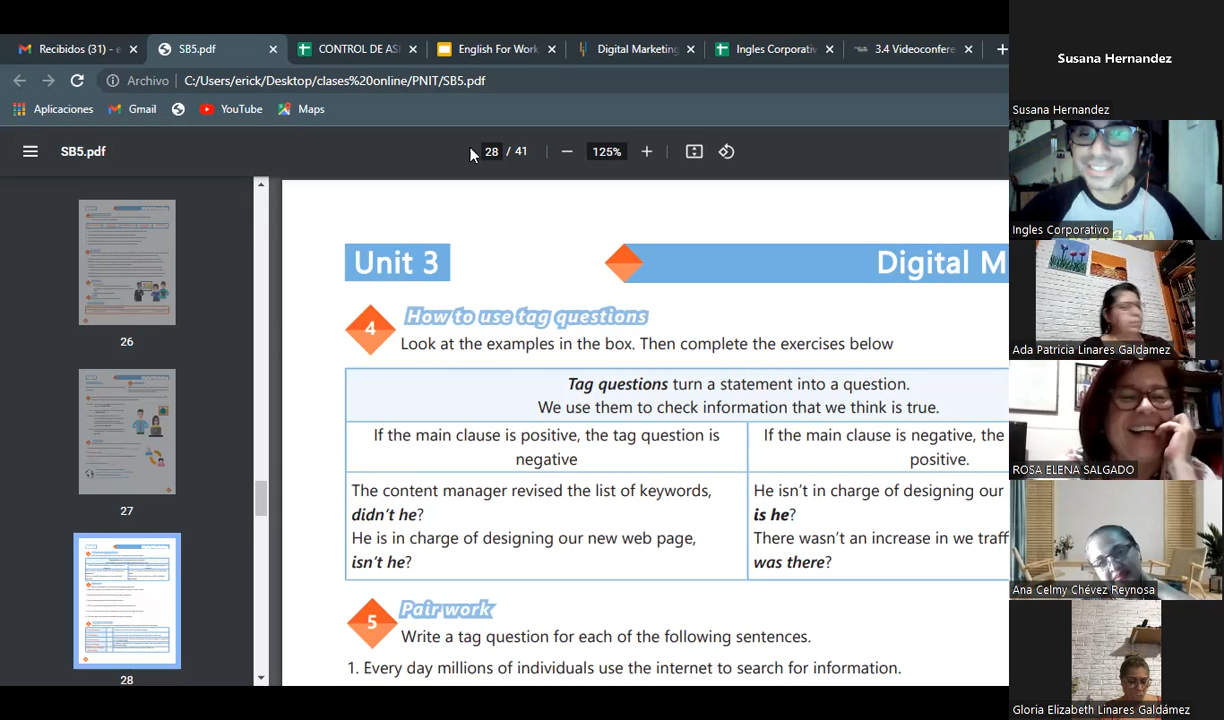 Recibidos (31) - e
SB5.pdf
CONTROL DE ASI
English For Work
Digital Marketing
Ingles Corporativ
3.4 Videoconfere
Archivo
C:/Users/erick/Desktop/clases%20online/PNIT/SB5.pdf
Aplicaciones
Gmail
YouTube
Maps
SB5.pdf
28 / 41
125%
26
27
28
Unit 3
Digital M
4
How to use tag questions
Look at the examples in the box. Then complete the exercises below
Tag questions turn a statement into a question.
We use them to check information that we think is true.
If the main clause is positive, the tag question is
negative
If the main clause is negative, the
positive.
The content manager revised the list of keywords,
didn't he?
He is in charge of designing our new web page,
isn't he?
He isn't in charge of designing our
is he?
There wasn't an increase in we traff
was there?
5
Pair work
Write a tag question for each of the following sentences.
1. Every day millions of individuals use the internet to search for information.
Susana Hernandez
Susana Hernandez
Ingles Corporativo
Ada Patricia Linares Galdamez
ROSA ELENA SALGADO
Ana Celmy Chévez Reynosa
Gloria Elizabeth Linares Galdámez